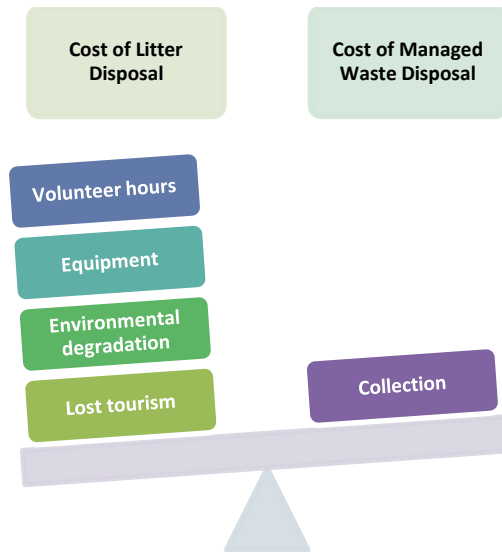 Cost of Litter
Disposal
Cost of Managed
Waste Disposal
Volunteer hours
Equipment
Environmental
degradation
Lost tourism
Collection